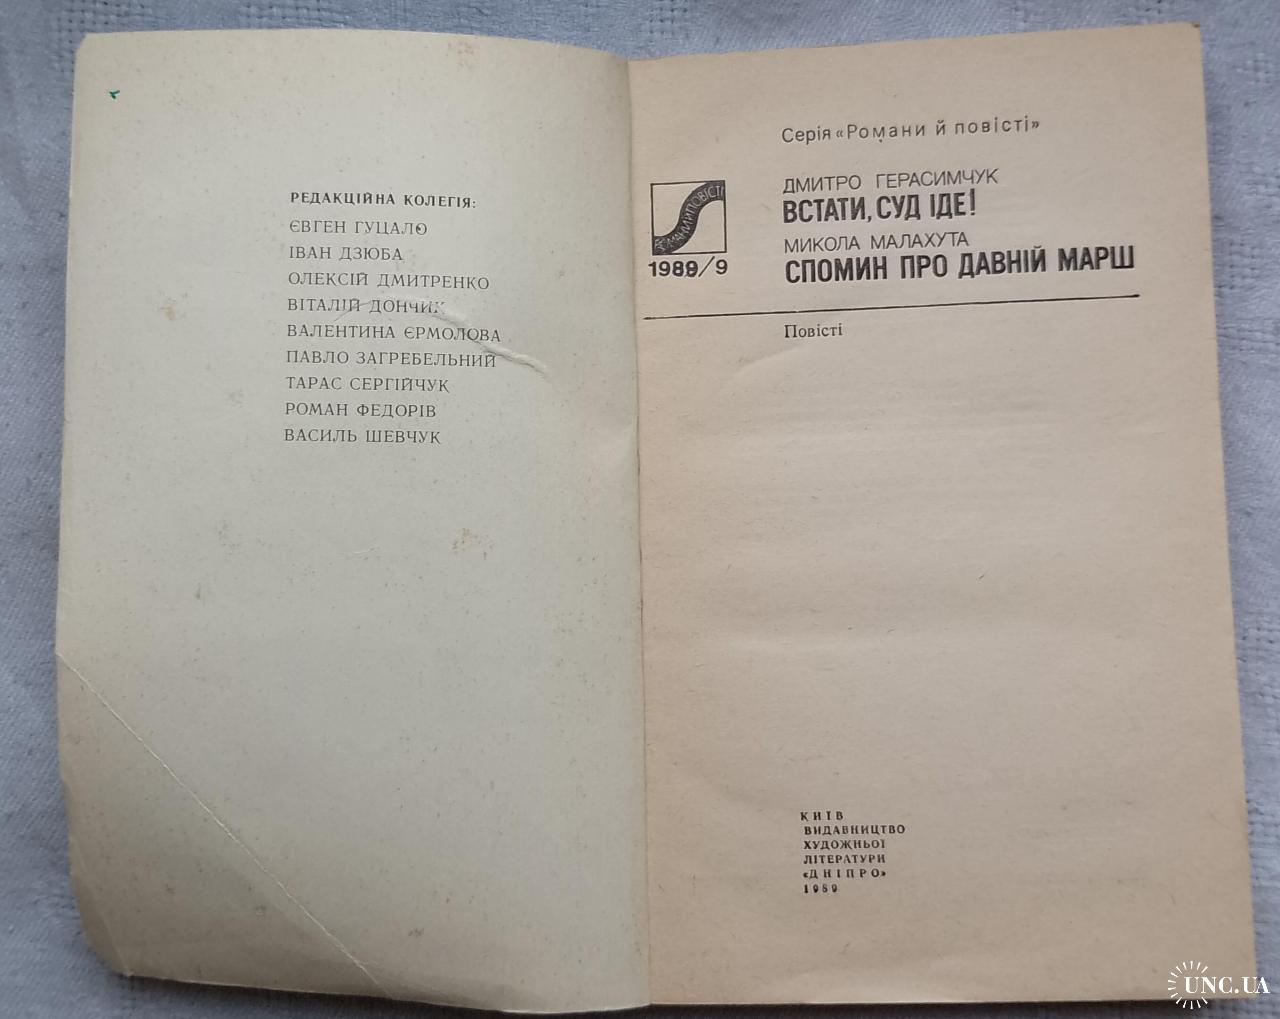 РЕДАКЦІЙНА КОЛЕГІЯ:
ЄВГЕН ГУЦАЛО
ІВАН ДЗЮБА
ОЛЕКСІЙ ДМИТРЕНКО
ВІТАЛІЙ ДОНЧИК
ВАЛЕНТИНА ЄРМОЛОВА
ПАВЛО ЗАГРЕБЕЛЬНИЙ
ТАРАС СЕРГІЙЧУК
РОМАН ФЕДОРІВ
ВАСИЛЬ ШЕВЧУК
Серія «Романи й повісті»
РОМАНИЙПОВІСТІ
1989/9
ДМИТРО ГЕРАСИМЧУК
ВСТАТИ, СУД ІДЕ!
МИКОЛА МАЛАХУТА
СПОМИН ПРО ДАВНІЙ МАРШ
Повісті
КИЇВ
ВИДАВНИЦТВО
ХУДОЖНЬОЇ
ЛІТЕРАТУРИ
«ДНІПРО»
1989
UNC.UA